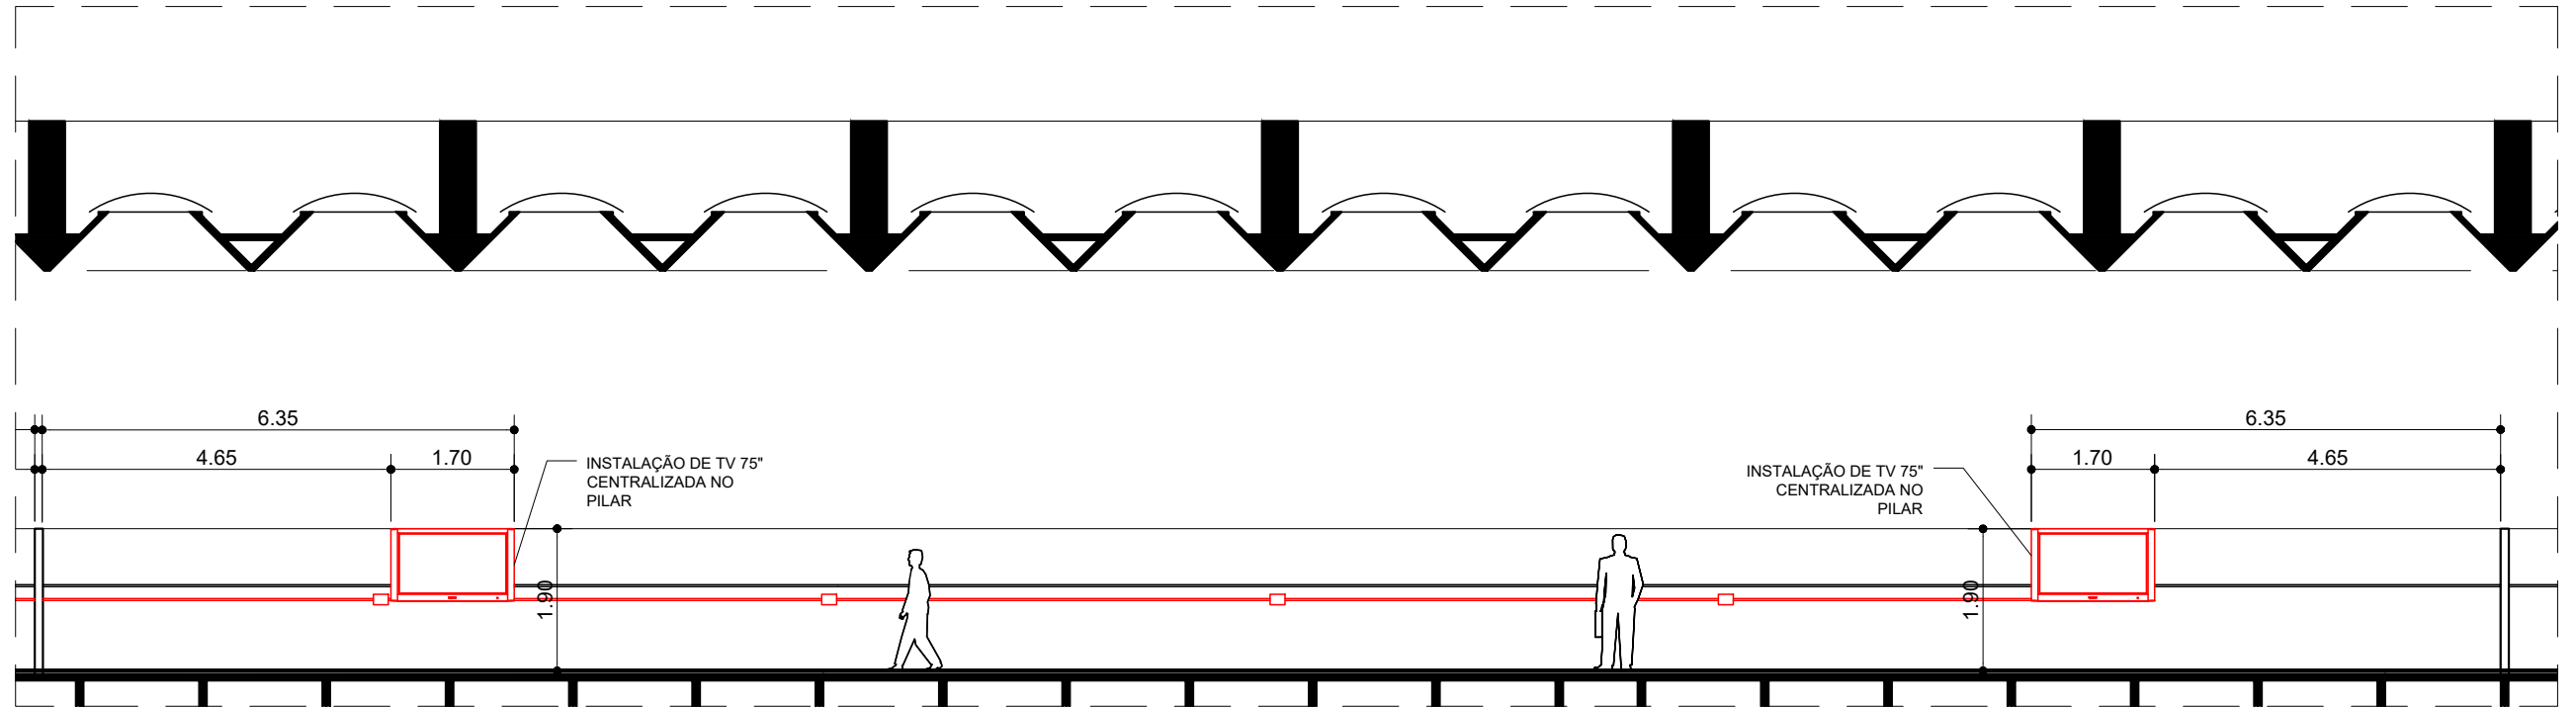 6.35
6.35
4.65
1.70
1.70
4.65
INSTALAÇÃO DE TV 75"
CENTRALIZADA NO
PILAR
INSTALAÇÃO DE TV 75"
CENTRALIZADA NO
PILAR
1.90
1.90